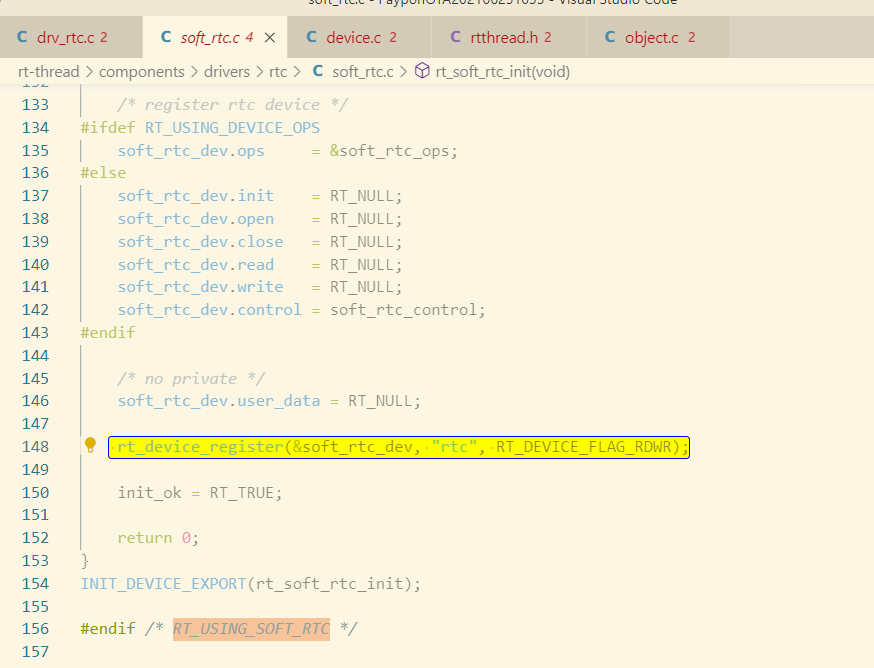 drv_rtc.c 2
soft_rtc.c 4
device.c 2
rtthread.h 2
object.c 2
rt-thread > components > drivers > rtc > C soft_rtc.c > rt_soft_rtc_init(void)
133 /* register rtc device */
134 #ifdef RT_USING_DEVICE_OPS
135 soft_rtc_dev.ops = &soft_rtc_ops;
136 #else
137 soft_rtc_dev.init = RT_NULL;
138 soft_rtc_dev.open = RT_NULL;
139 soft_rtc_dev.close = RT_NULL;
140 soft_rtc_dev.read = RT_NULL;
141 soft_rtc_dev.write = RT_NULL;
142 soft_rtc_dev.control = soft_rtc_control;
143 #endif
144
145 /* no private */
146 soft_rtc_dev.user_data = RT_NULL;
147
148 rt_device_register(&soft_rtc_dev, "rtc", RT_DEVICE_FLAG_RDWR);
149
150 init_ok = RT_TRUE;
151
152 return 0;
153 }
154 INIT_DEVICE_EXPORT(rt_soft_rtc_init);
155
156 #endif /* RT_USING_SOFT_RTC */
157